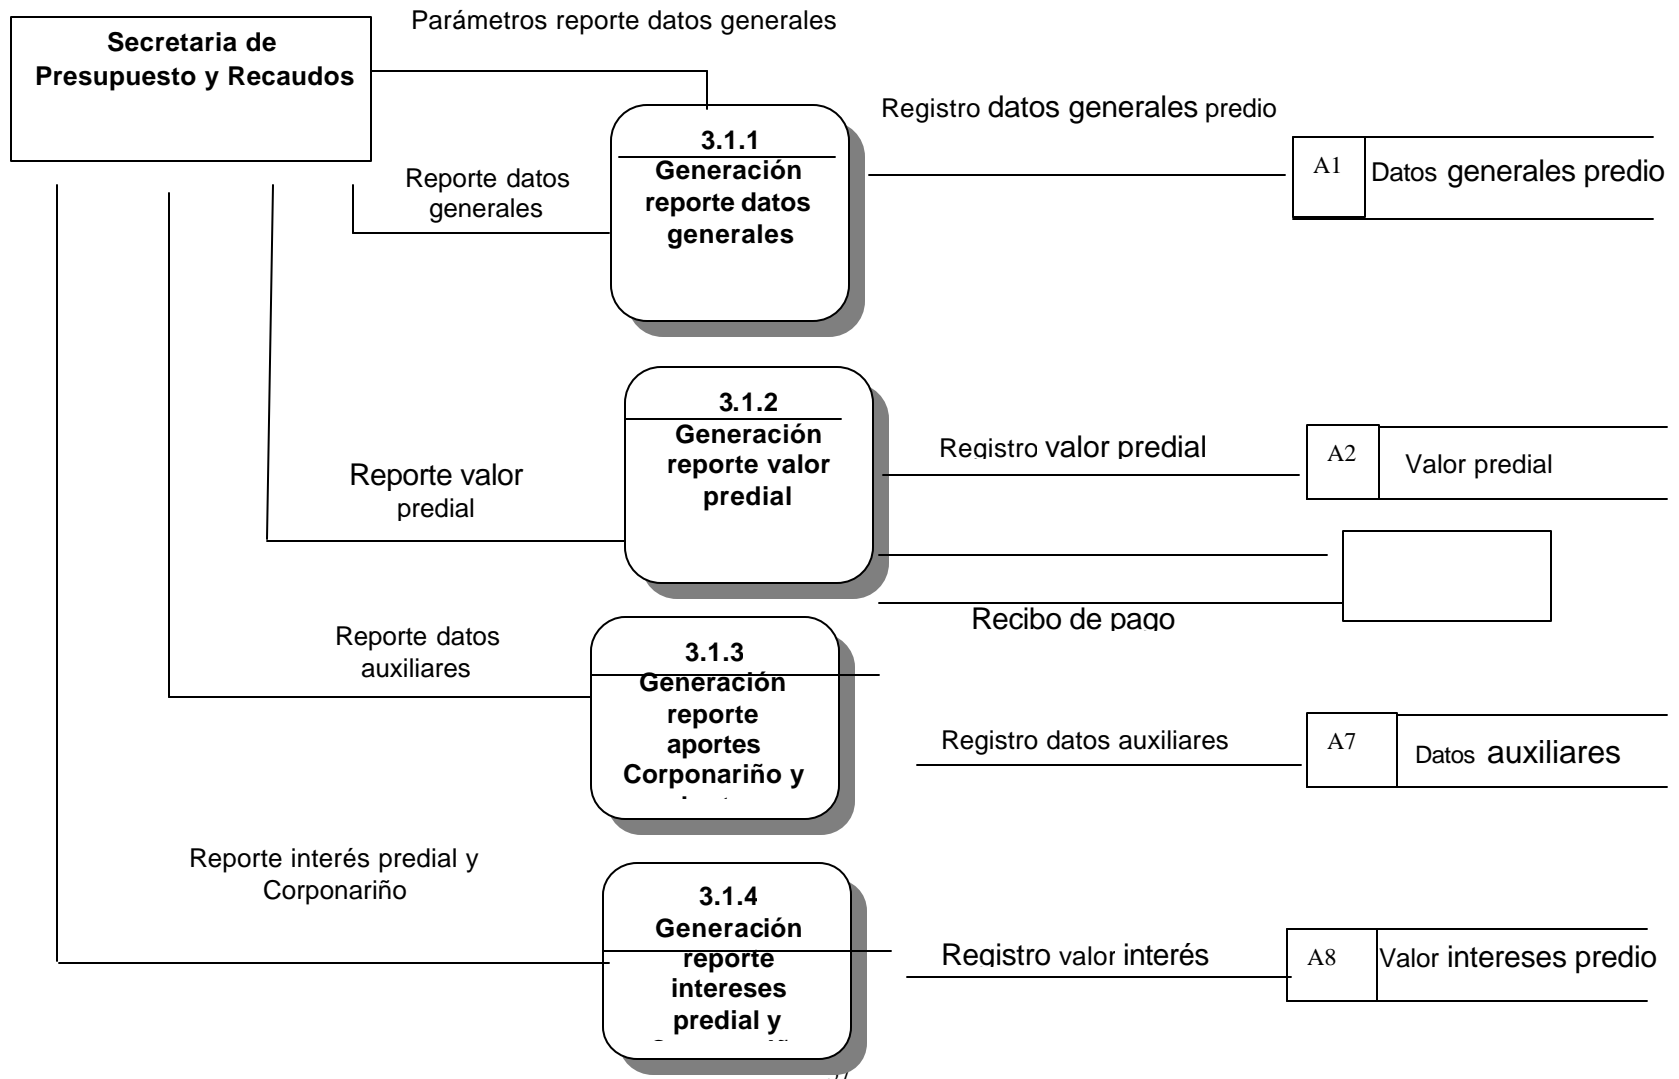 Parámetros reporte datos generales
Secretaria de
Presupuesto y Recaudos
Registro datos generales predio
3.1.1
Generación
reporte datos
generales
A1
Datos generales predio
Reporte datos
generales
3.1.2
Generación
reporte valor
predial
Registro valor predial
A2
Valor predial
Reporte valor
predial
Recibo de pago
Reporte datos
auxiliares
3.1.3
Generación
reporte
aportes
Corponariño y
Registro datos auxiliares
A7
Datos auxiliares
Reporte interés predial y
Corponariño
3.1.4
Generación
reporte
intereses
predial y
Registro valor interés
A8
Valor intereses predio